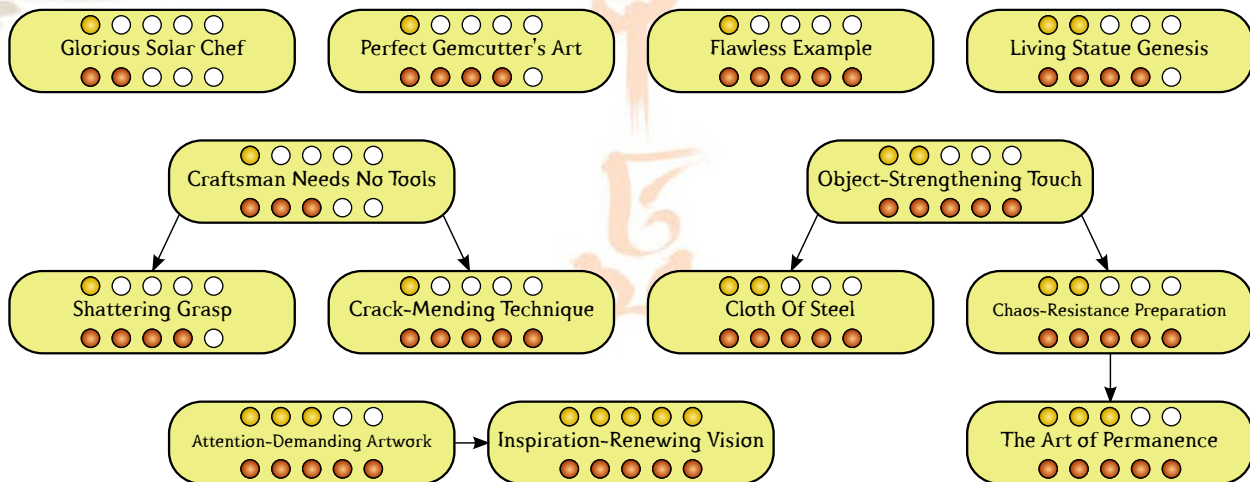 Glorious Solar Chef
Perfect Gemcutter's Art
Flawless Example
Living Statue Genesis
Craftsman Needs No Tools
Object-Strengthening Touch
Shattering Grasp
Crack-Mending Technique
Cloth Of Steel
Chaos-Resistance Preparation
Attention-Demanding Artwork
Inspiration-Renewing Vision
The Art of Permanence